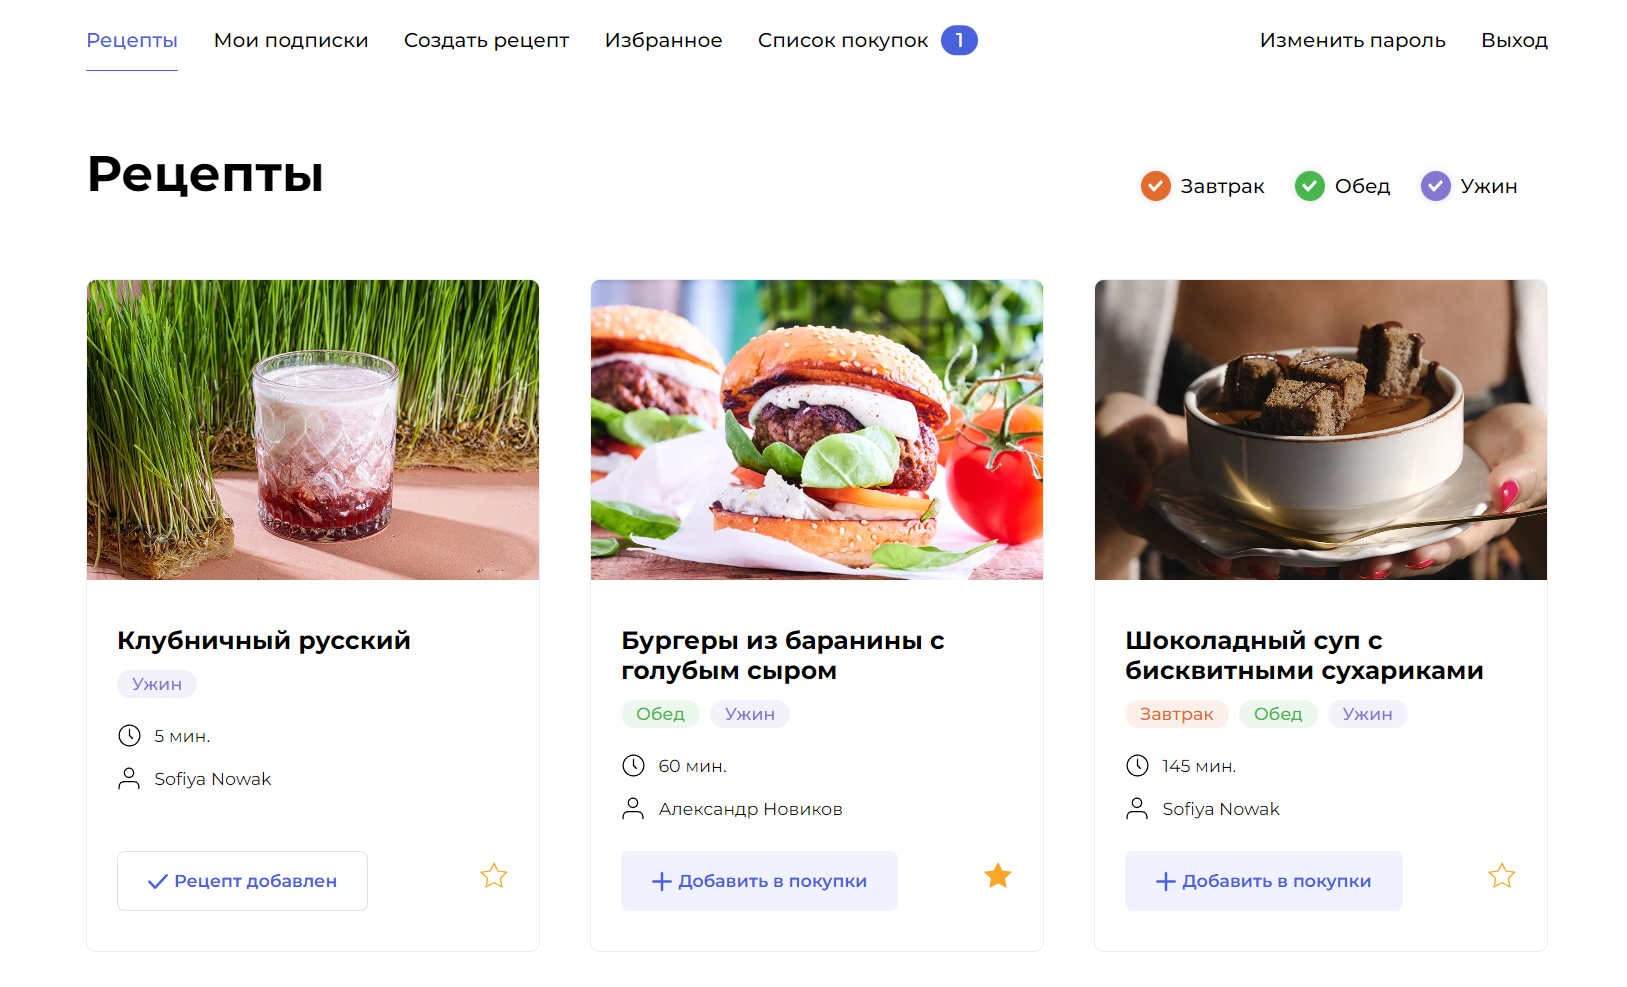 Рецепты Мои подписки Создать рецепт Избранное Список покупок 1 Изменить пароль Выход
Рецепты
Завтрак Обед Ужин
Клубничный русский
Ужин
5 мин.
Sofiya Nowak
Рецепт добавлен
Бургеры из баранины с
голубым сыром
Обед Ужин
60 мин.
Александр Новиков
Добавить в покупки
Шоколадный суп с
бисквитными сухариками
Завтрак Обед Ужин
145 мин.
Sofiya Nowak
Добавить в покупки